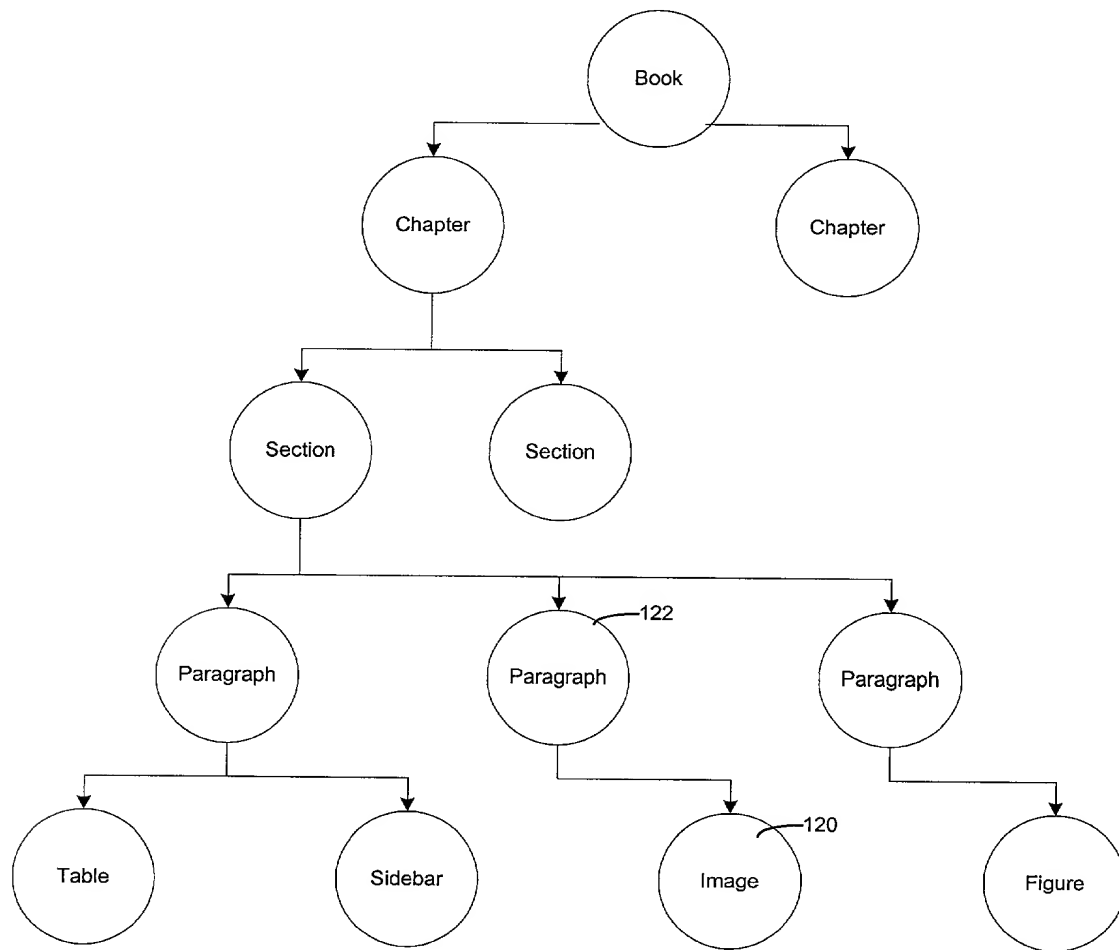 Book
Chapter
Chapter
Section
Section
122
Paragraph
Paragraph
Paragraph
120
Table
Sidebar
Image
Figure